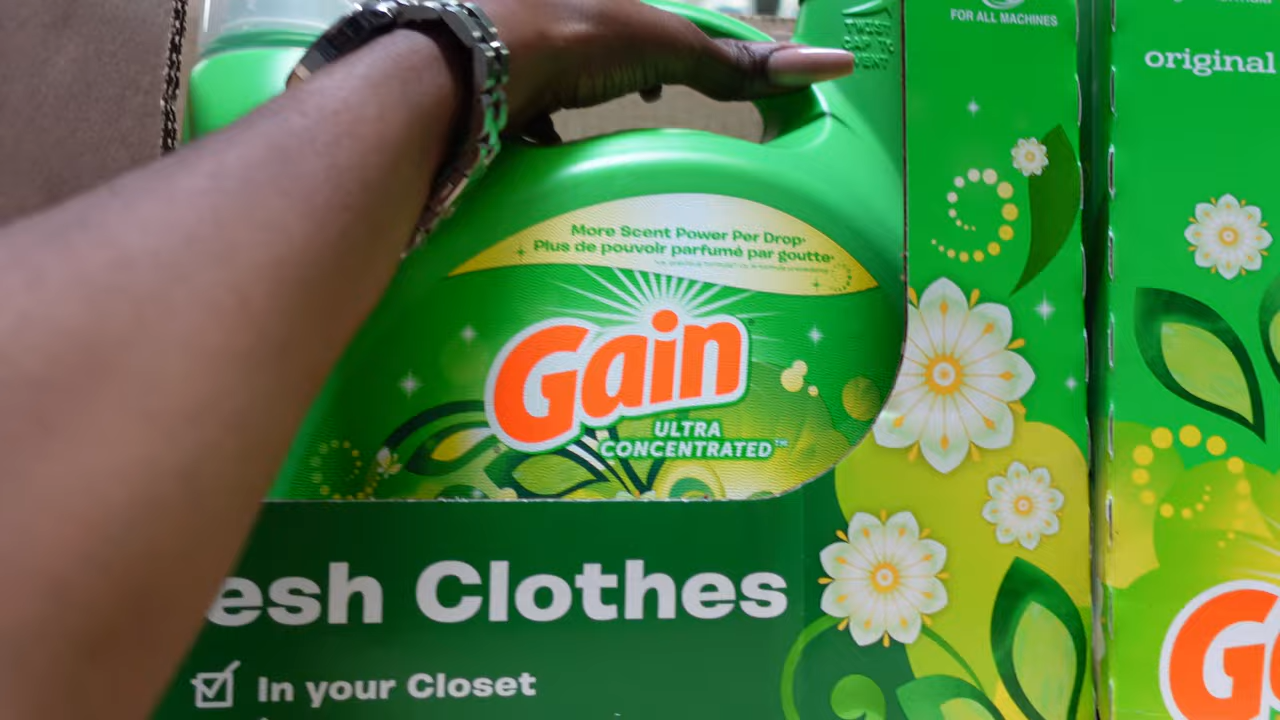 FOR ALL MACHINES
original
More Scent Power Per Drop*
Plus de pouvoir parfumé par goutte*
Gain
ULTRA
CONCENTRATED™
esh Clothes
In your Closet